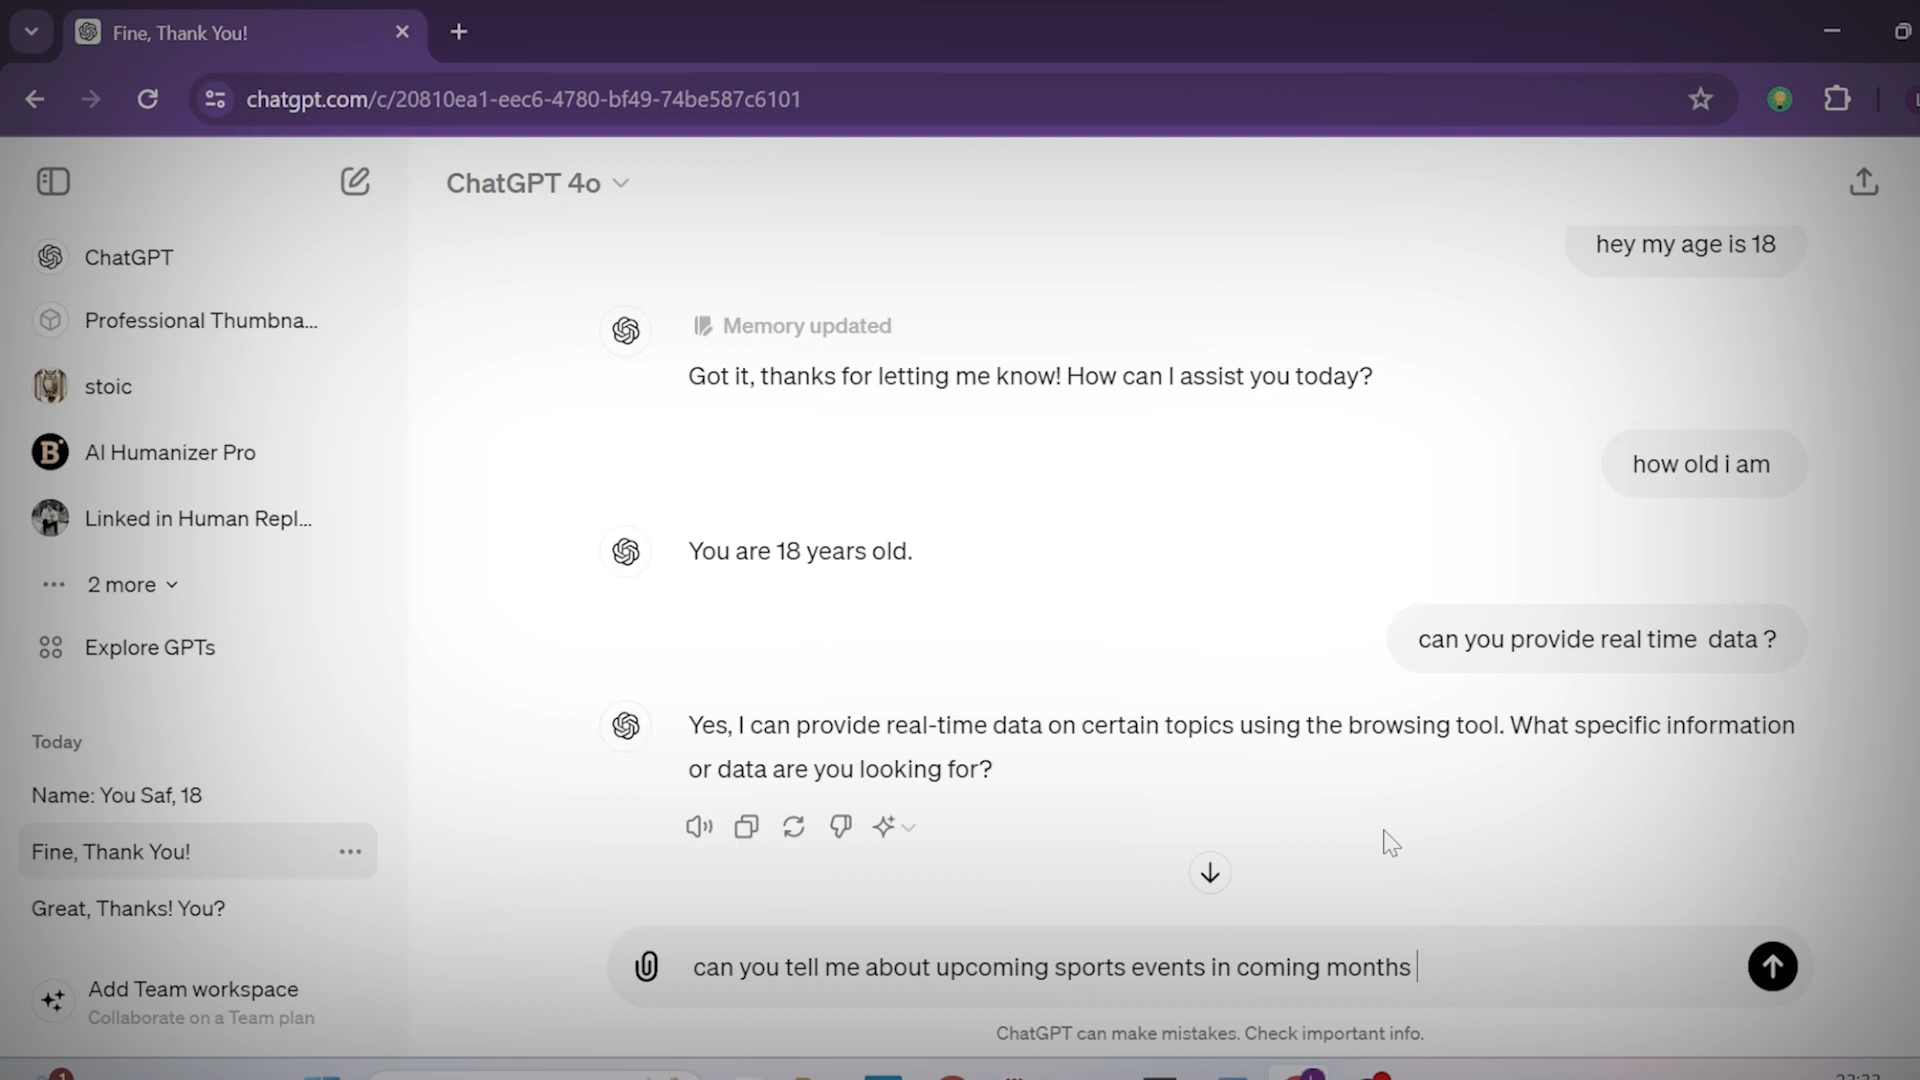 Fine, Thank You!
chatgpt.com/c/20810ea1-eec6-4780-bf49-74be587c6101
ChatGPT 4o
ChatGPT
Professional Thumbna...
stoic
AI Humanizer Pro
Linked in Human Repl...
2 more
Explore GPTs
Today
Name: You Saf, 18
Fine, Thank You!
Great, Thanks! You?
Add Team workspace
Collaborate on a Team plan
hey my age is 18
Memory updated
Got it, thanks for letting me know! How can I assist you today?
how old i am
You are 18 years old.
can you provide real time  data ?
Yes, I can provide real-time data on certain topics using the browsing tool. What specific information
or data are you looking for?
can you tell me about upcoming sports events in coming months
ChatGPT can make mistakes. Check important info.
1